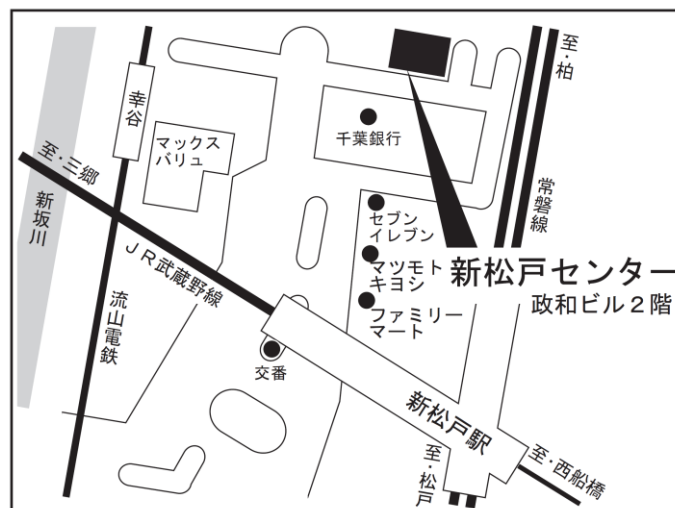 至・柏
幸谷
千葉銀行
マックス
バリュ
至・三郷
新坂川
常磐線
セブン
イレブン
JR武蔵野線
マツモト
キヨシ
新松戸センター
政和ビル2階
流山電鉄
ファミリー
マート
交番
新松戸駅
至・松戸
至・西船橋